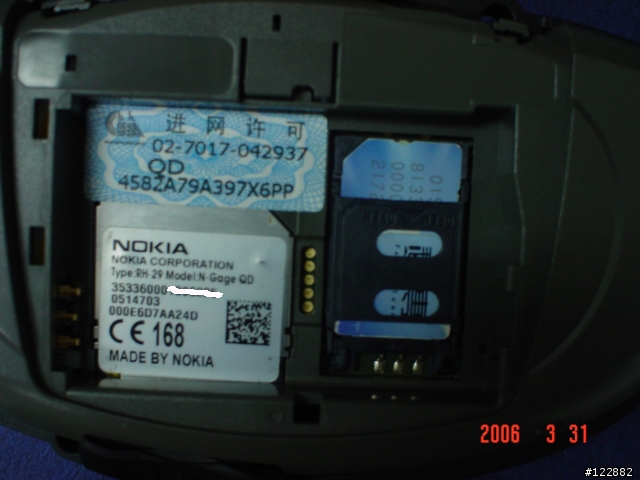 进网许可
02-7017-042937
QD
4582A79A397X6PP
NOKIA
NOKIA CORPORATION
Type:RH-29 Model:N-Gage QD
35336000
0514703
000E6D7AA24D
CE 168
MADE BY NOKIA
2006 3 31
#122882